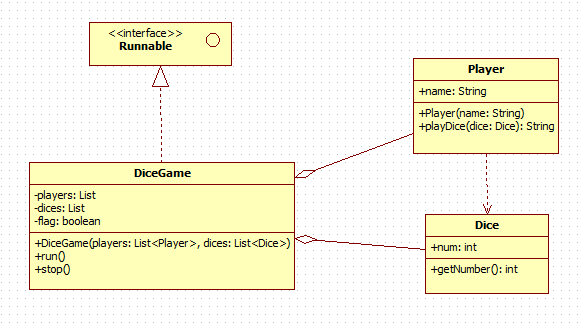 <<interface>>
Runnable
Player
+name: String
+Player(name: String)
+playDice(dice: Dice): String
DiceGame
-players: List
-dices: List
-flag: boolean
+DiceGame(players: List<Player>, dices: List<Dice>)
+run()
+stop()
Dice
+num: int
+getNumber(): int